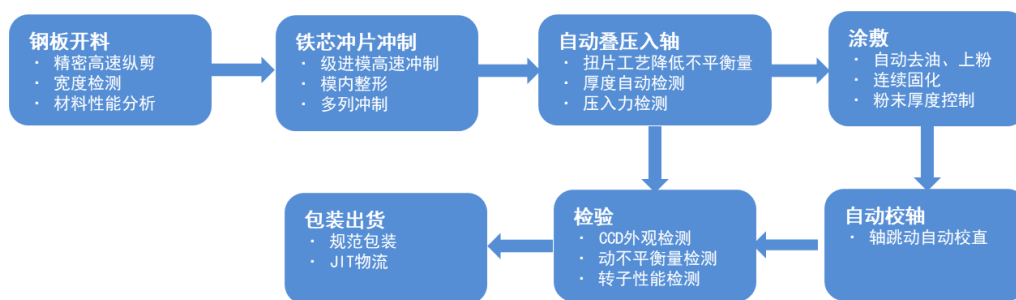 钢板开料
· 精密高速纵剪
· 宽度检测
· 材料性能分析
铁芯冲片冲制
· 级进模高速冲制
· 模内整形
· 多列冲制
自动叠压入轴
· 扭片工艺降低不平衡量
· 厚度自动检测
· 压入力检测
涂敷
· 自动去油、上粉
· 连续固化
· 粉末厚度控制
自动校轴
· 轴跳动自动校直
检验
· CCD外观检测
· 动不平衡量检测
· 转子性能检测
包装出货
· 规范包装
· JIT物流